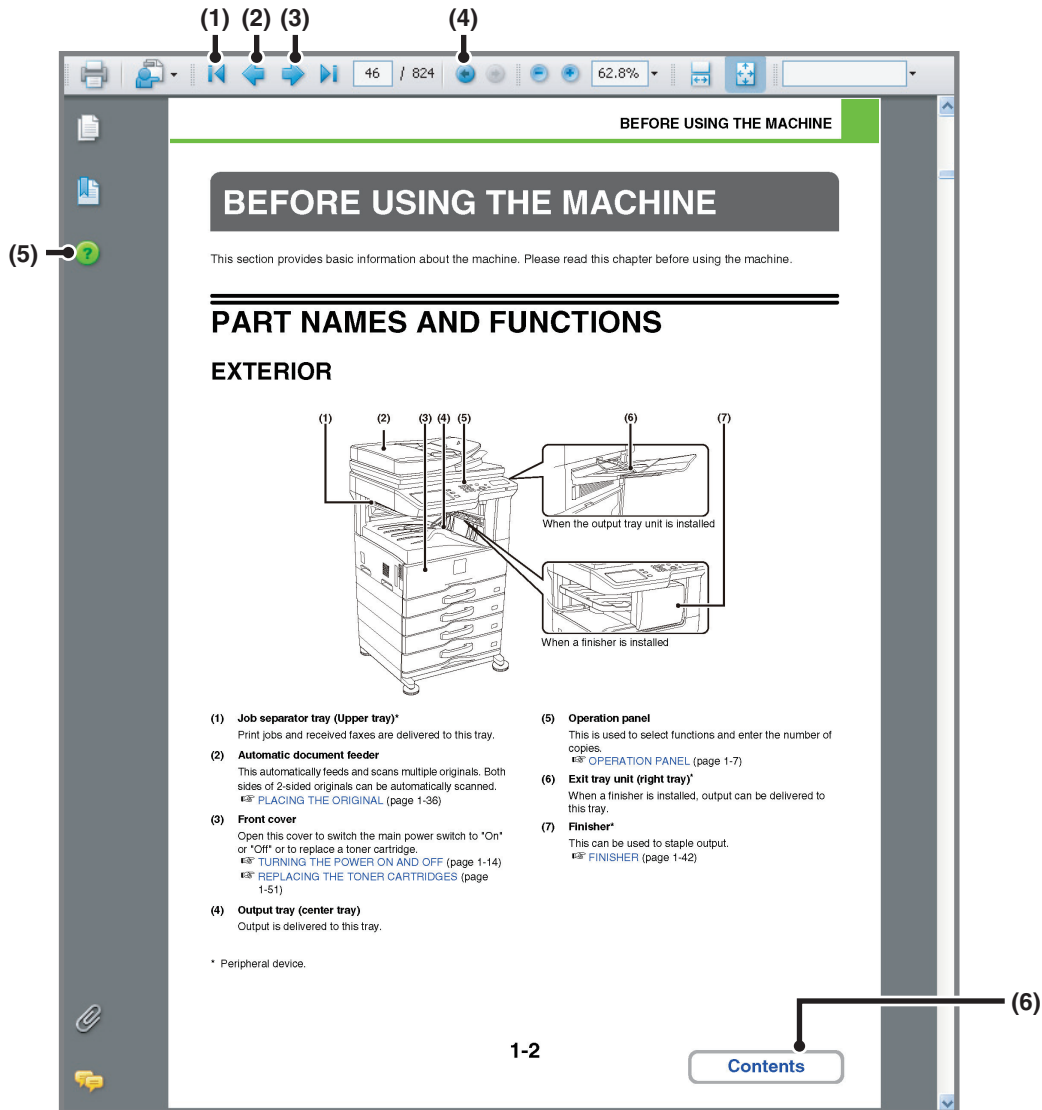 (1) (2) (3) (4)
46 / 824 62.8%
BEFORE USING THE MACHINE
BEFORE USING THE MACHINE
(5)
?
This section provides basic information about the machine. Please read this chapter before using the machine.
PART NAMES AND FUNCTIONS
EXTERIOR
(1) (2) (3) (4) (5) (6) (7)
When the output tray unit is installed
When a finisher is installed
(1) Job separator tray (Upper tray)*
Print jobs and received faxes are delivered to this tray.
(2) Automatic document feeder
This automatically feeds and scans multiple originals. Both
sides of 2-sided originals can be automatically scanned.
☞ PLACING THE ORIGINAL (page 1-36)
(3) Front cover
Open this cover to switch the main power switch to "On"
or "Off" or to replace a toner cartridge.
☞ TURNING THE POWER ON AND OFF (page 1-14)
☞ REPLACING THE TONER CARTRIDGES (page
1-51)
(4) Output tray (center tray)
Output is delivered to this tray.
(5) Operation panel
This is used to select functions and enter the number of
copies.
☞ OPERATION PANEL (page 1-7)
(6) Exit tray unit (right tray)*
When a finisher is installed, output can be delivered to
this tray.
(7) Finisher*
This can be used to staple output.
☞ FINISHER (page 1-42)
* Peripheral device.
(6)
1-2
Contents